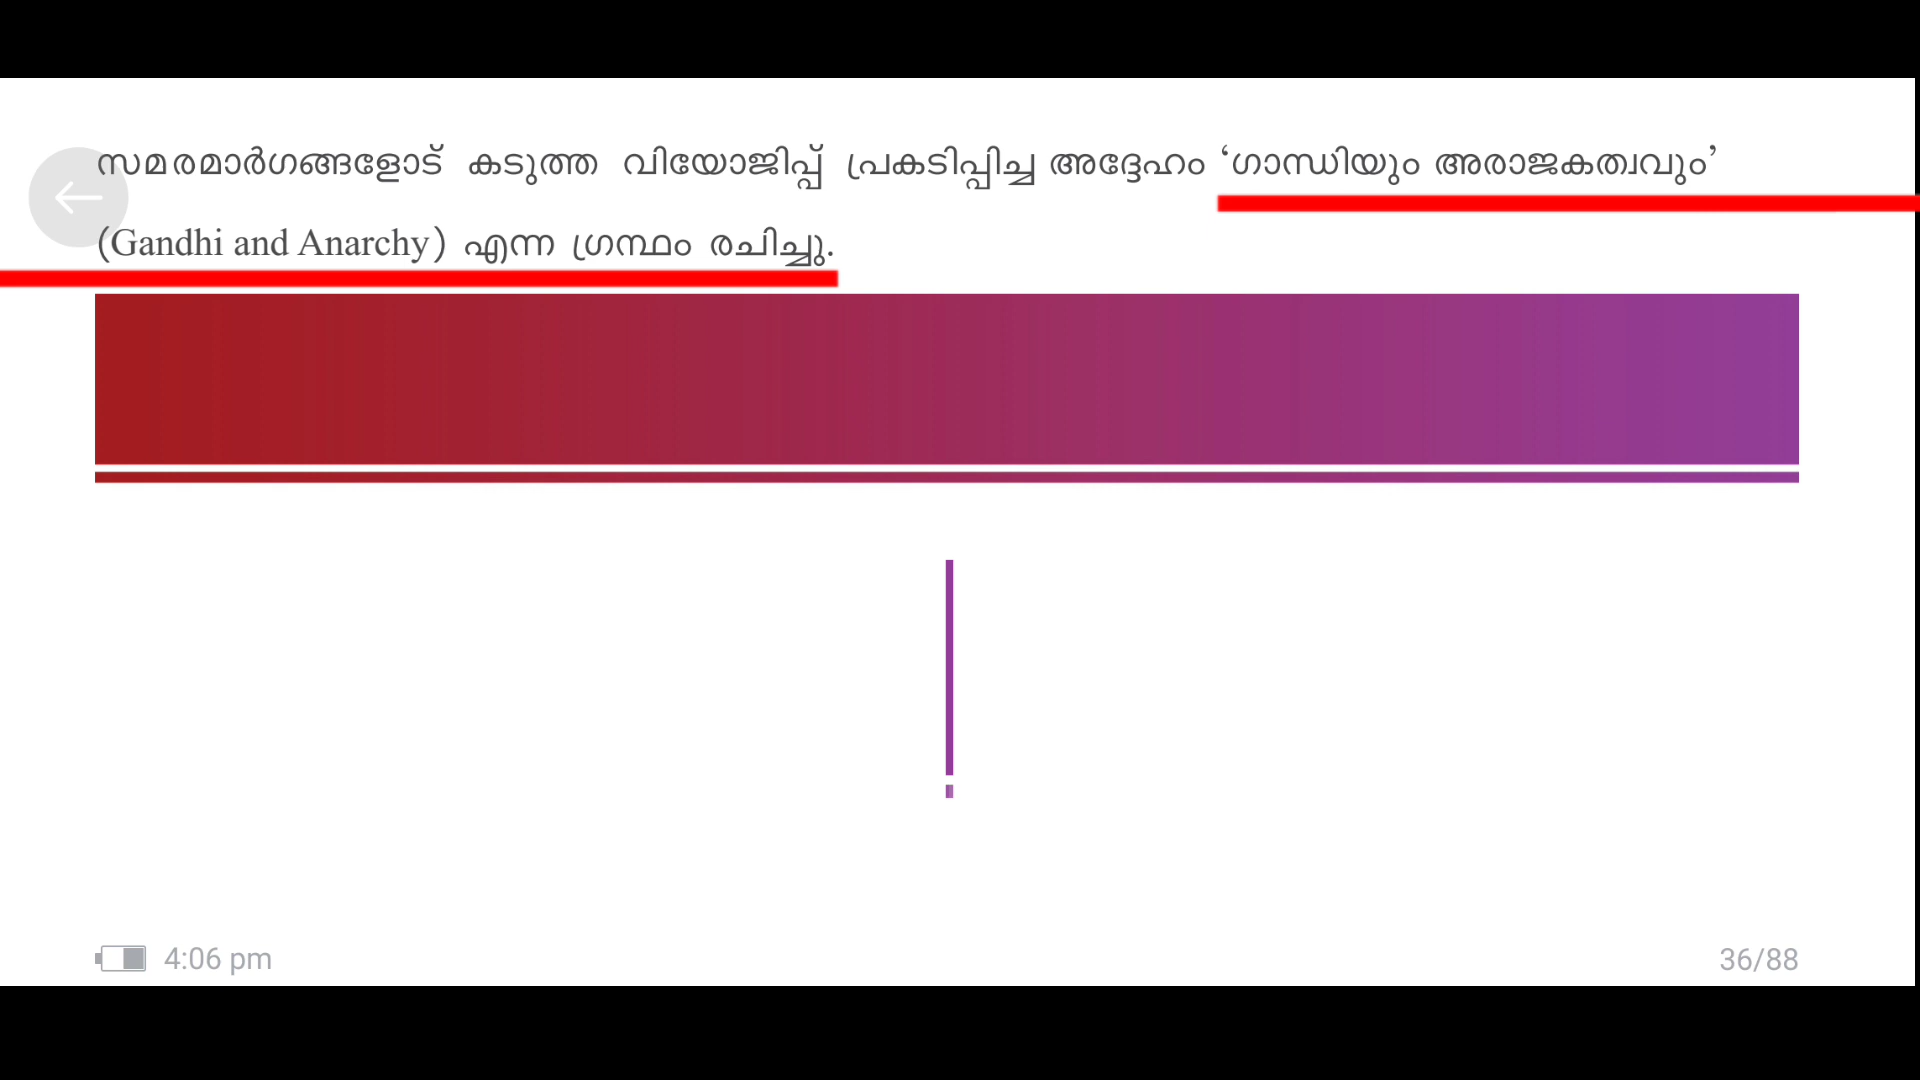 സമരമാർഗങ്ങളോട് കടുത്ത വിയോജിപ്പ് പ്രകടിപ്പിച്ച അദ്ദേഹം ‘ഗാന്ധിയും അരാജകത്വവും’
(Gandhi and Anarchy) എന്ന ഗ്രന്ഥം രചിച്ചു.
4:06 pm
36/88